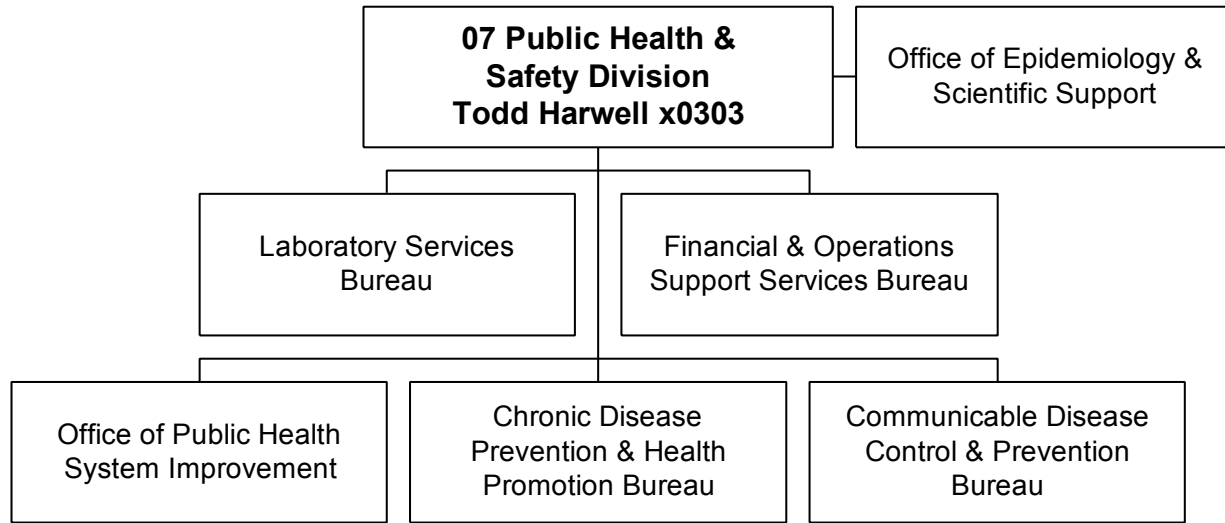 07 Public Health &
Safety Division
Todd Harwell x0303
Office of Epidemiology &
Scientific Support
Laboratory Services
Bureau
Financial & Operations
Support Services Bureau
Office of Public Health
System Improvement
Chronic Disease
Prevention & Health
Promotion Bureau
Communicable Disease
Control & Prevention
Bureau